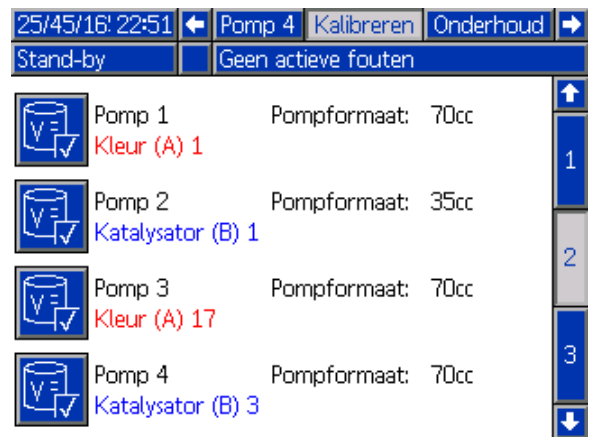 25/45/16 22:51 Pomp 4 Kalibreren Onderhoud
Stand-by Geen actieve fouten
Pomp 1 Pompformaat: 70cc
Kleur (A) 1
Pomp 2 Pompformaat: 35cc
Katalysator (B) 1
Pomp 3 Pompformaat: 70cc
Kleur (A) 17
Pomp 4 Pompformaat: 70cc
Katalysator (B) 3
1
2
3